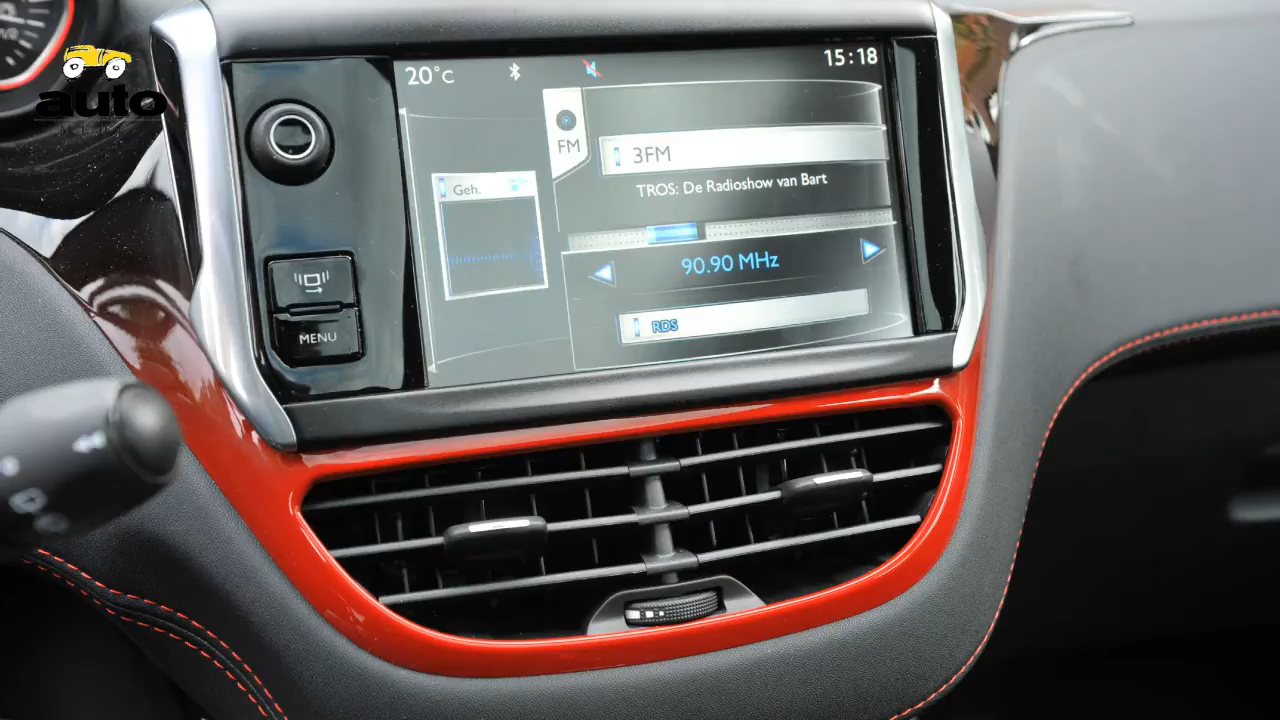 auto
20°C
15:18
FM
3FM
TROS: De Radioshow van Bart
Geh.
90.90 MHz
RDS
MENU